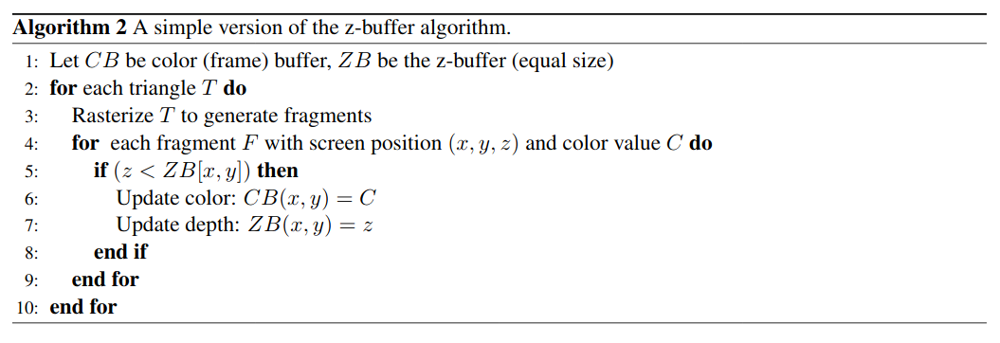 Algorithm 2 A simple version of the z-buffer algorithm.
1: Let CB be color (frame) buffer, ZB be the z-buffer (equal size)
2: for each triangle T do
3: Rasterize T to generate fragments
4: for each fragment F with screen position (x, y, z) and color value C do
5: if (z < ZB[x, y]) then
6: Update color: CB(x, y) = C
7: Update depth: ZB(x, y) = z
8: end if
9: end for
10: end for